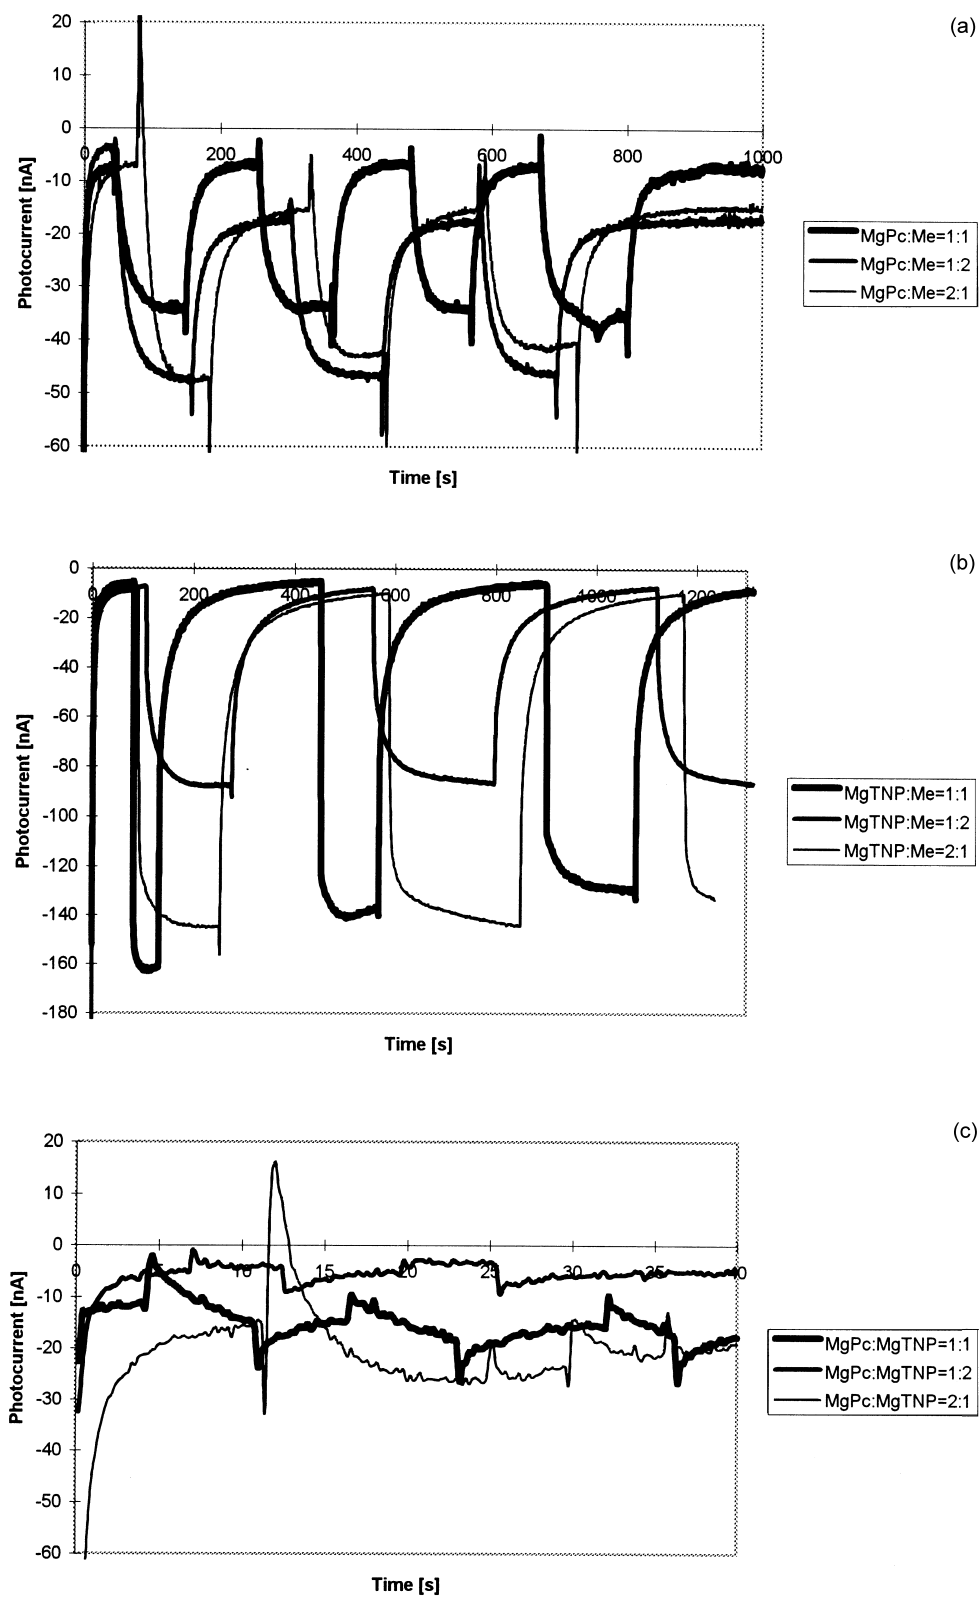 (a)
20
10
0
0 200 400 600 800 1000
-10
-20
-30
-40
-50
-60
Photocurrent [nA]
Time [s]
MgPc:Me=1:1
MgPc:Me=1:2
MgPc:Me=2:1
(b)
0
0 200 400 600 800 1000 1200
-20
-40
-60
-80
-100
-120
-140
-160
-180
Photocurrent [nA]
Time [s]
MgTNP:Me=1:1
MgTNP:Me=1:2
MgTNP:Me=2:1
(c)
20
10
0
0 5 10 15 20 25 30 35 40
-10
-20
-30
-40
-50
-60
Photocurrent [nA]
Time [s]
MgPc:MgTNP=1:1
MgPc:MgTNP=1:2
MgPc:MgTNP=2:1